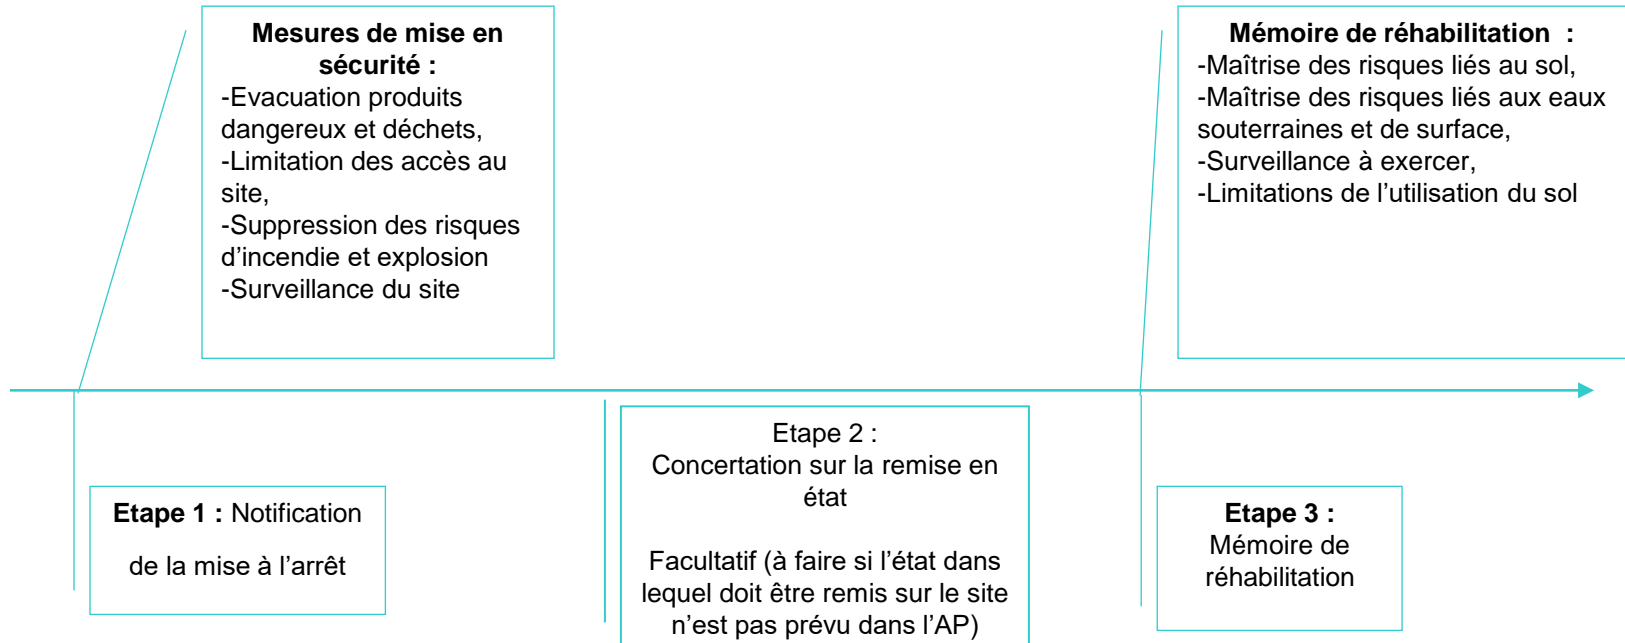 Mesures de mise en
sécurité :
-Evacuation produits
dangereux et déchets,
-Limitation des accès au
site,
-Suppression des risques
d’incendie et explosion
-Surveillance du site
Mémoire de réhabilitation :
-Maîtrise des risques liés au sol,
-Maîtrise des risques liés aux eaux
souterraines et de surface,
-Surveillance à exercer,
-Limitations de l’utilisation du sol
Etape 1 : Notification
de la mise à l’arrêt
Etape 2 :
Concertation sur la remise en
état
Facultatif (à faire si l’état dans
lequel doit être remis sur le site
n’est pas prévu dans l’AP)
Etape 3 :
Mémoire de
réhabilitation